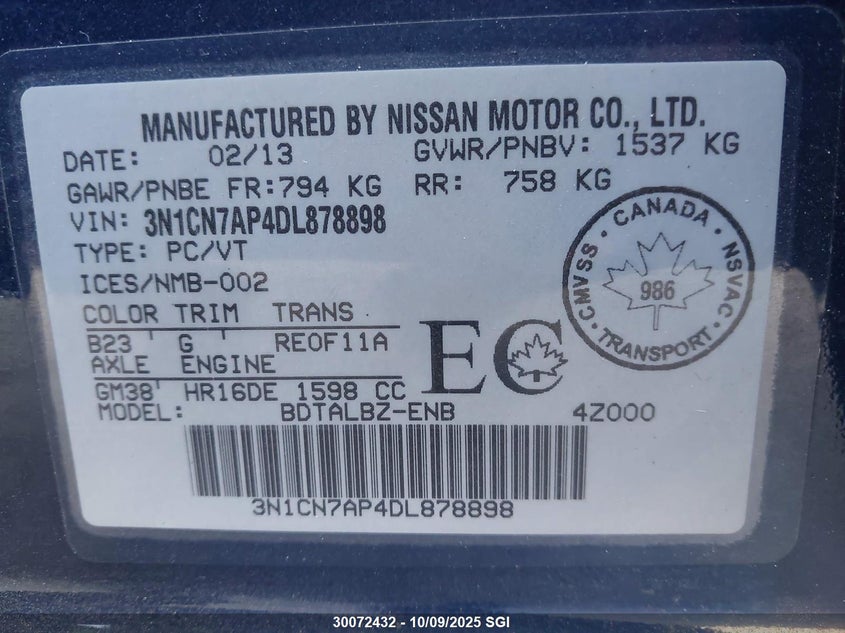 MANUFACTURED BY NISSAN MOTOR CO., LTD.
DATE: 02/13 GVWR/PNBV: 1537 KG
GAWR/PNBE FR:794 KG RR: 758 KG
VIN: 3N1CN7AP4DL878898
TYPE: PC/VT
ICES/NMB-002
COLOR TRIM TRANS
B23 ' G ' RE0F11A
AXLE ENGINE
GM38' HR16DE 1598 CC
MODEL: BDTALBZ-ENB 4Z000
EC
CANADA
CMVSS · NSVAC
986
TRANSPORT
3N1CN7AP4DL878898
30072432 - 10/09/2025 SGI